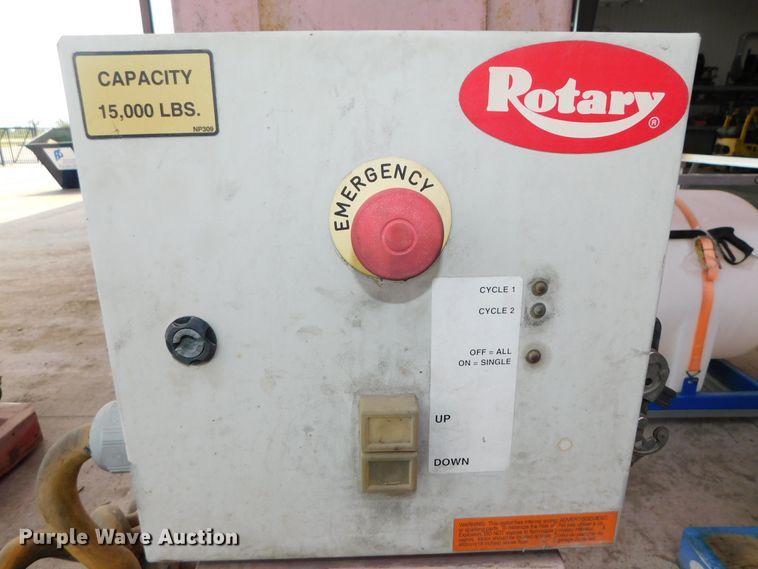 CAPACITY
15,000 LBS.
NP309
Rotary
®
EMERGENCY
CYCLE 1
CYCLE 2
OFF = ALL
ON = SINGLE
UP
DOWN
Purple Wave Auction